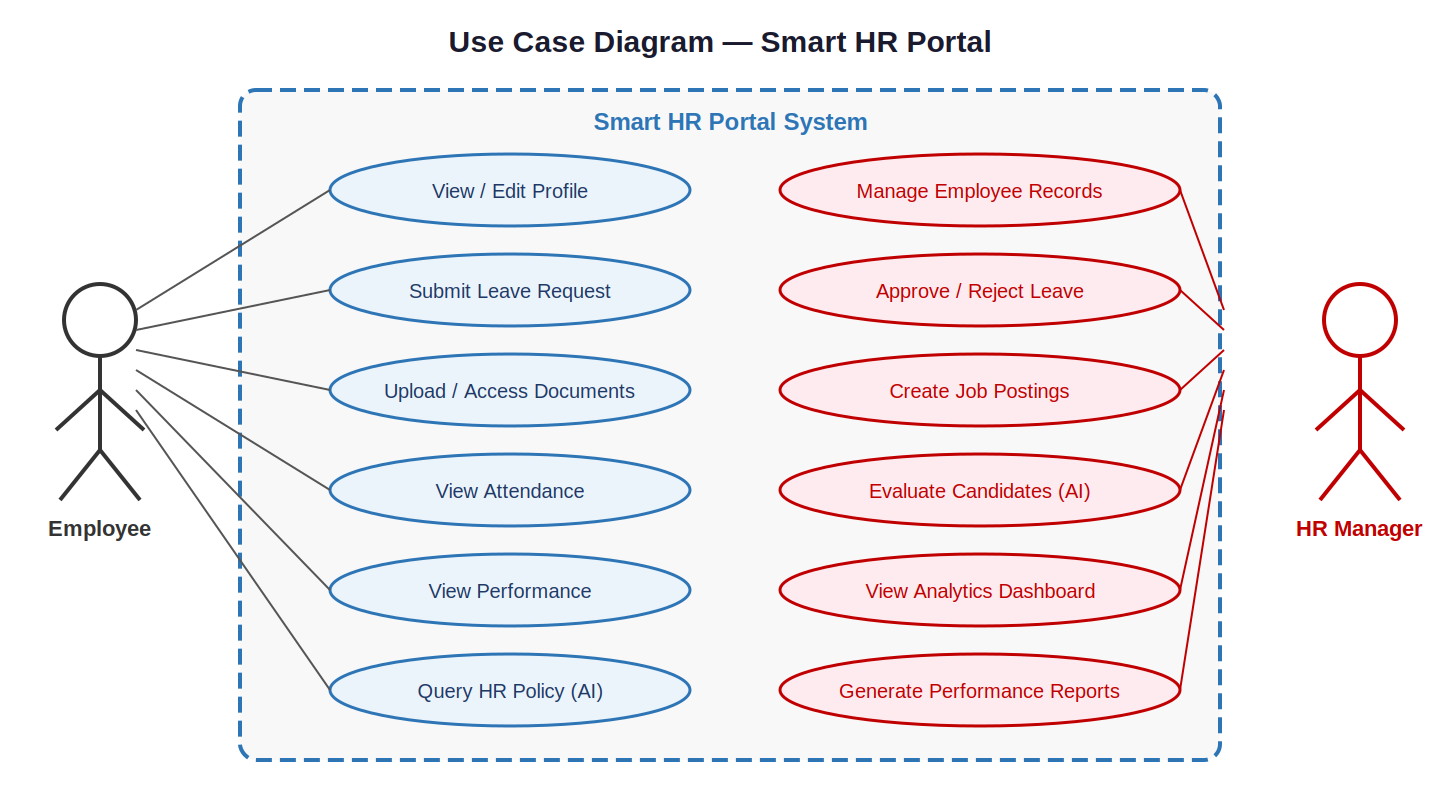 Use Case Diagram — Smart HR Portal
Smart HR Portal System
View / Edit Profile
Manage Employee Records
Submit Leave Request
Approve / Reject Leave
Upload / Access Documents
Create Job Postings
View Attendance
Evaluate Candidates (AI)
Employee
HR Manager
View Performance
View Analytics Dashboard
Query HR Policy (AI)
Generate Performance Reports